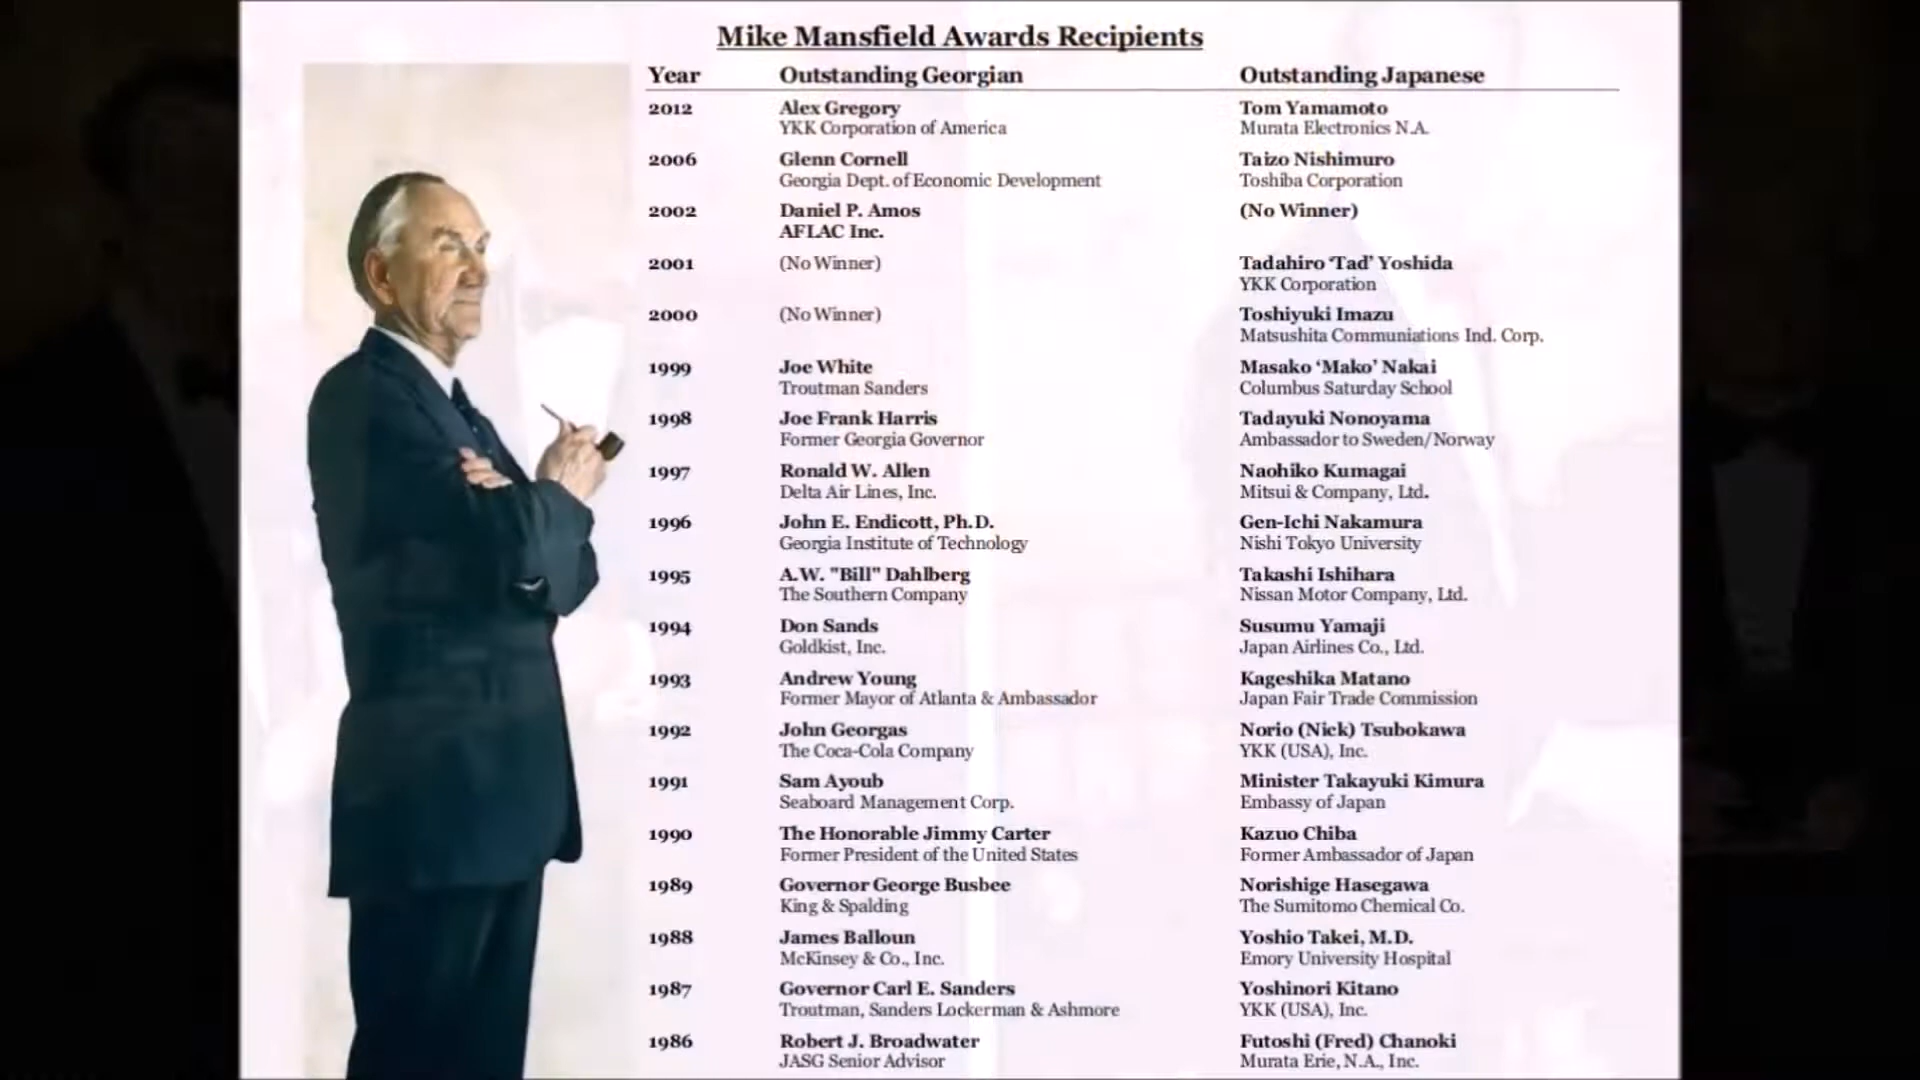 Mike Mansfield Awards Recipients
Year Outstanding Georgian Outstanding Japanese
2012 Alex Gregory Tom Yamamoto
YKK Corporation of America Murata Electronics N.A.
2006 Glenn Cornell Taizo Nishimuro
Georgia Dept. of Economic Development Toshiba Corporation
2002 Daniel P. Amos (No Winner)
AFLAC Inc.
2001 (No Winner) Tadahiro ‘Tad’ Yoshida
YKK Corporation
2000 (No Winner) Toshiyuki Imazu
Matsushita Communiations Ind. Corp.
1999 Joe White Masako ‘Mako’ Nakai
Troutman Sanders Columbus Saturday School
1998 Joe Frank Harris Tadayuki Nonoyama
Former Georgia Governor Ambassador to Sweden/Norway
1997 Ronald W. Allen Naohiko Kumagai
Delta Air Lines, Inc. Mitsui & Company, Ltd.
1996 John E. Endicott, Ph.D. Gen-Ichi Nakamura
Georgia Institute of Technology Nishi Tokyo University
1995 A.W. "Bill" Dahlberg Takashi Ishihara
The Southern Company Nissan Motor Company, Ltd.
1994 Don Sands Susumu Yamaji
Goldkist, Inc. Japan Airlines Co., Ltd.
1993 Andrew Young Kageshika Matano
Former Mayor of Atlanta & Ambassador Japan Fair Trade Commission
1992 John Georgas Norio (Nick) Tsubokawa
The Coca-Cola Company YKK (USA), Inc.
1991 Sam Ayoub Minister Takayuki Kimura
Seaboard Management Corp. Embassy of Japan
1990 The Honorable Jimmy Carter Kazuo Chiba
Former President of the United States Former Ambassador of Japan
1989 Governor George Busbee Norishige Hasegawa
King & Spalding The Sumitomo Chemical Co.
1988 James Balloun Yoshio Takei, M.D.
McKinsey & Co., Inc. Emory University Hospital
1987 Governor Carl E. Sanders Yoshinori Kitano
Troutman, Sanders Lockerman & Ashmore YKK (USA), Inc.
1986 Robert J. Broadwater Futoshi (Fred) Chanoki
JASG Senior Advisor Murata Erie, N.A., Inc.